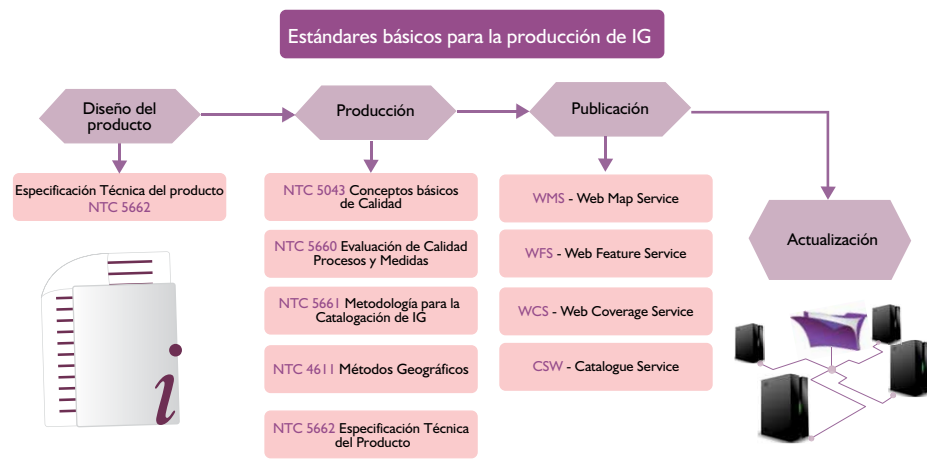 Estándares básicos para la producción de IG
Diseño del
producto
Producción
Publicación
Actualización
Especificación Técnica del producto
NTC 5662
NTC 5043 Conceptos básicos
de Calidad
NTC 5660 Evaluación de Calidad
Procesos y Medidas
NTC 5661 Metodología para la
Catalogación de IG
NTC 4611 Métodos Geográficos
NTC 5662 Especificación Técnica
del Producto
WMS - Web Map Service
WFS - Web Feature Service
WCS - Web Coverage Service
CSW - Catalogue Service
i